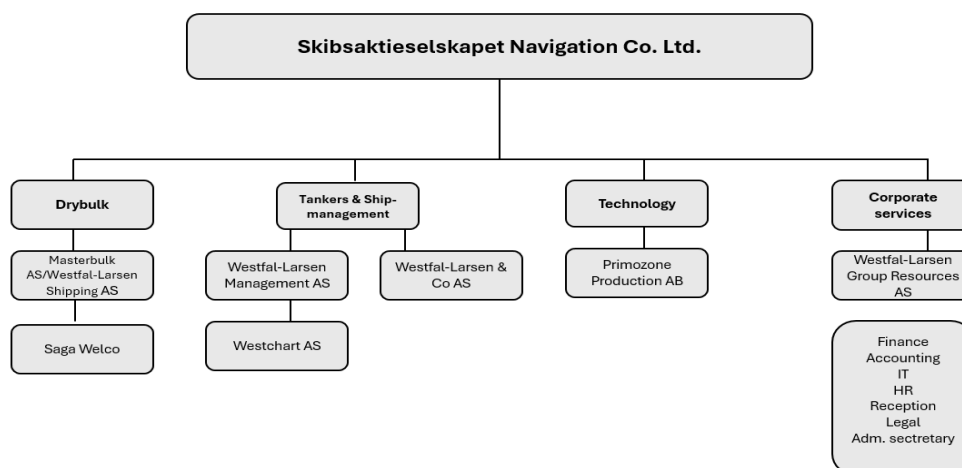 Skibsaktieselskapet Navigation Co. Ltd.
Drybulk
Tankers & Ship-
management
Technology
Corporate
services
Masterbulk
AS/Westfal-Larsen
Shipping AS
Westfal-Larsen
Management AS
Westfal-Larsen &
Co AS
Primozone
Production AB
Westfal-Larsen
Group Resources
AS
Saga Welco
Westchart AS
Finance
Accounting
IT
HR
Reception
Legal
Adm. sectretary